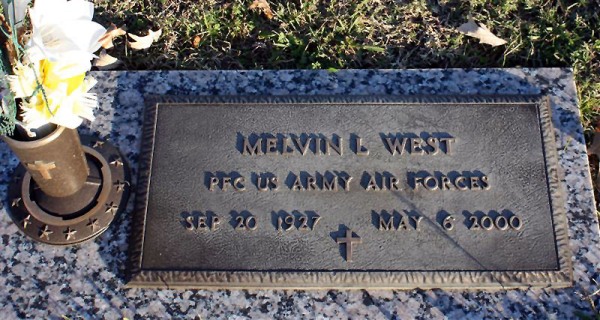 MELVIN L WEST
PFC US ARMY AIR FORCES
SEP 20 1927 MAY 6 2000